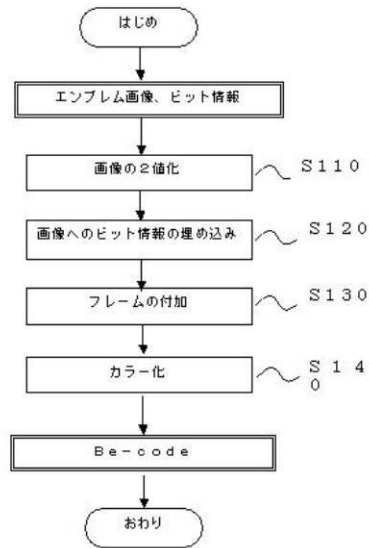 はじめ
エンブレム画像、ビット情報
画像の２値化
Ｓ１１０
画像へのビット情報の埋め込み
Ｓ１２０
フレームの付加
Ｓ１３０
カラー化
Ｓ１４
０
Ｂｅ－ｃｏｄｅ
おわり